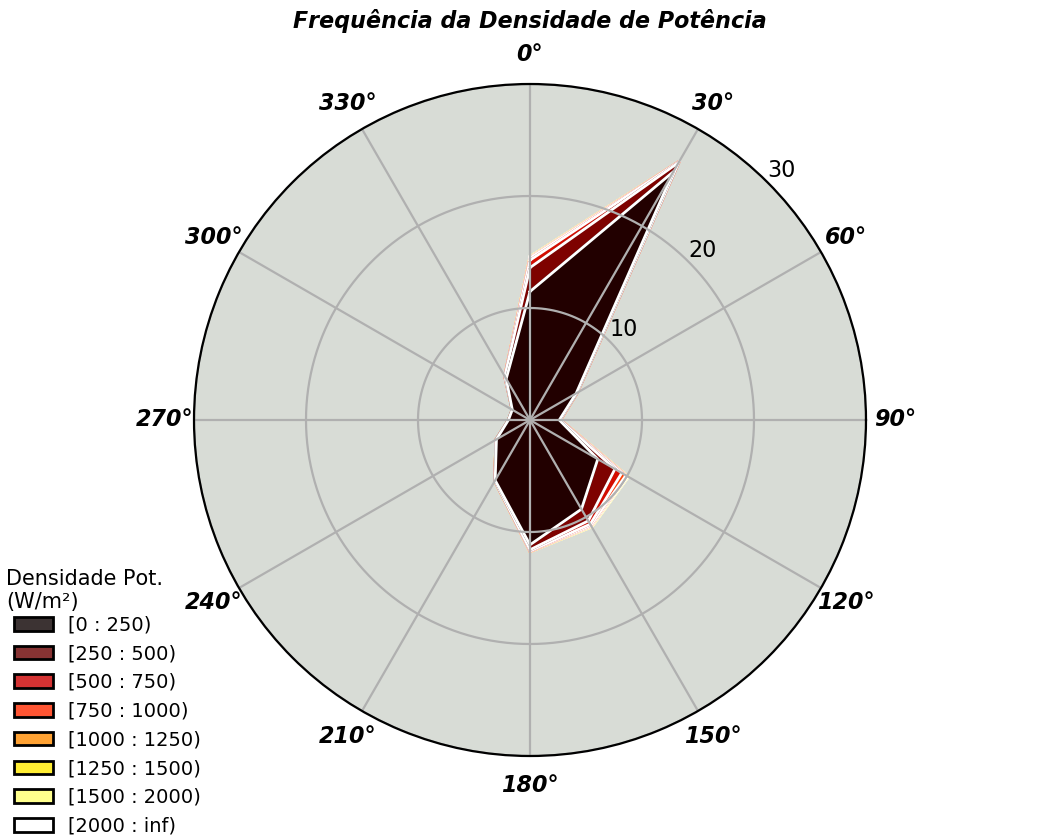 Frequência da Densidade de Potência
0°
330°
30°
30
300°
60°
20
10
270°
90°
240°
120°
210°
150°
180°
Densidade Pot.
(W/m²)
[0 : 250)
[250 : 500)
[500 : 750)
[750 : 1000)
[1000 : 1250)
[1250 : 1500)
[1500 : 2000)
[2000 : inf)